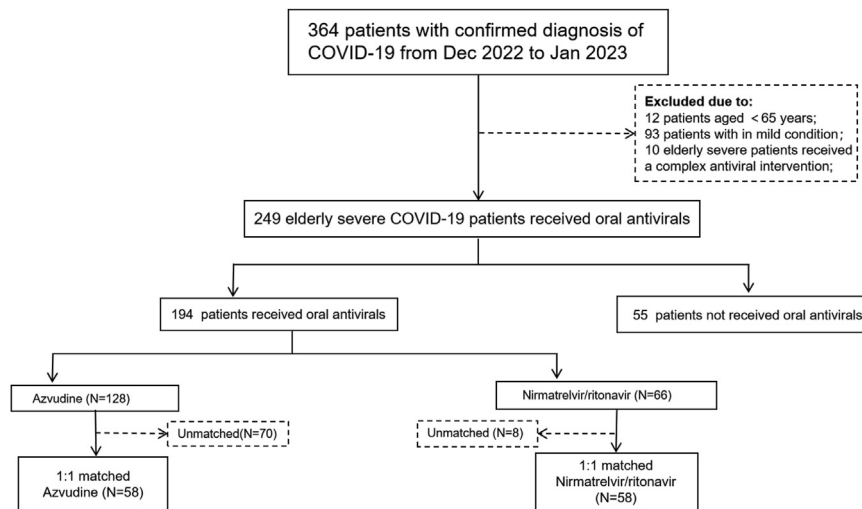 364 patients with confirmed diagnosis of
COVID-19 from Dec 2022 to Jan 2023
Excluded due to:
12 patients aged <65 years;
93 patients with in mild condition;
10 elderly severe patients received
a complex antiviral intervention;
249 elderly severe COVID-19 patients received oral antivirals
194 patients received oral antivirals
55 patients not received oral antivirals
Azvudine (N=128)
Nirmatrelvir/ritonavir (N=66)
Unmatched(N=70)
Unmatched (N=8)
1:1 matched
Azvudine (N=58)
1:1 matched
Nirmatrelvir/ritonavir
(N=58)